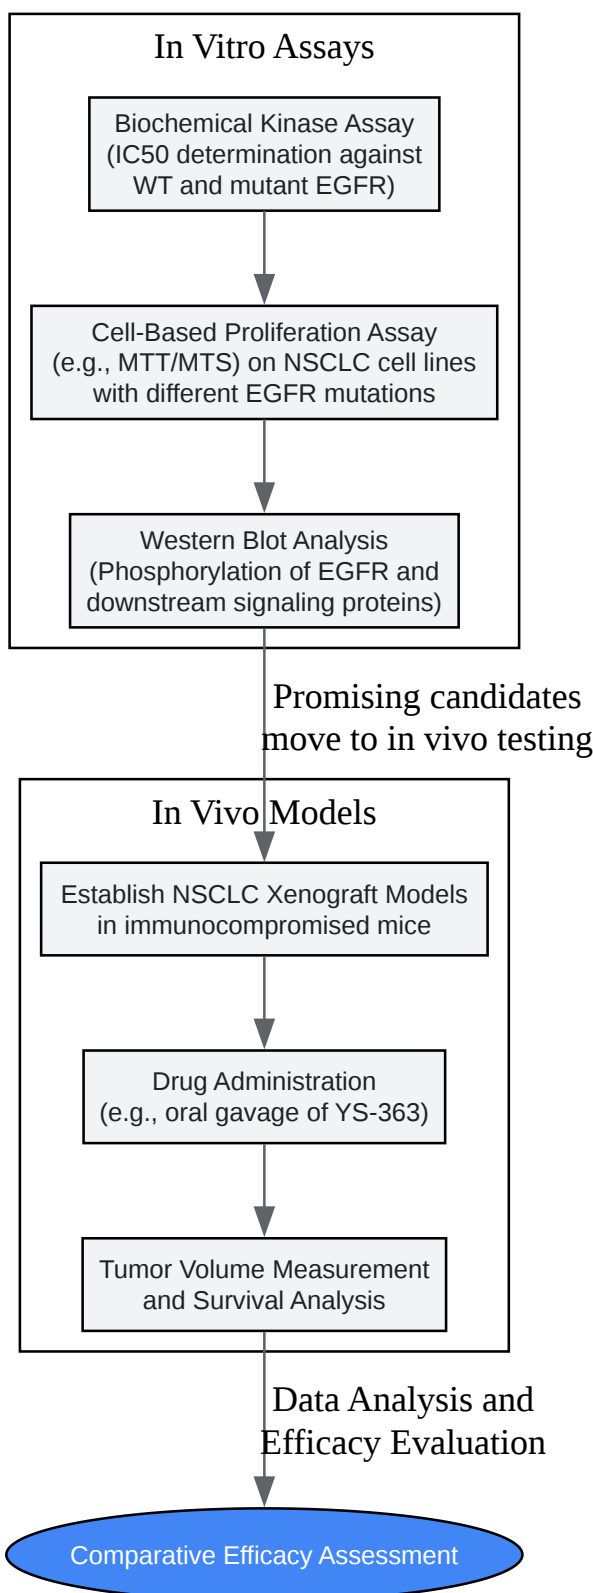 In Vitro Assays
Biochemical Kinase Assay
(IC50 determination against
WT and mutant EGFR)
Cell-Based Proliferation Assay
(e.g., MTT/MTS) on NSCLC cell lines
with different EGFR mutations
Western Blot Analysis
(Phosphorylation of EGFR and
downstream signaling proteins)
Promising candidates
move to in vivo testing
In Vivo Models
Establish NSCLC Xenograft Models
in immunocompromised mice
Drug Administration
(e.g., oral gavage of YS-363)
Tumor Volume Measurement
and Survival Analysis
Data Analysis and
Efficacy Evaluation
Comparative Efficacy Assessment